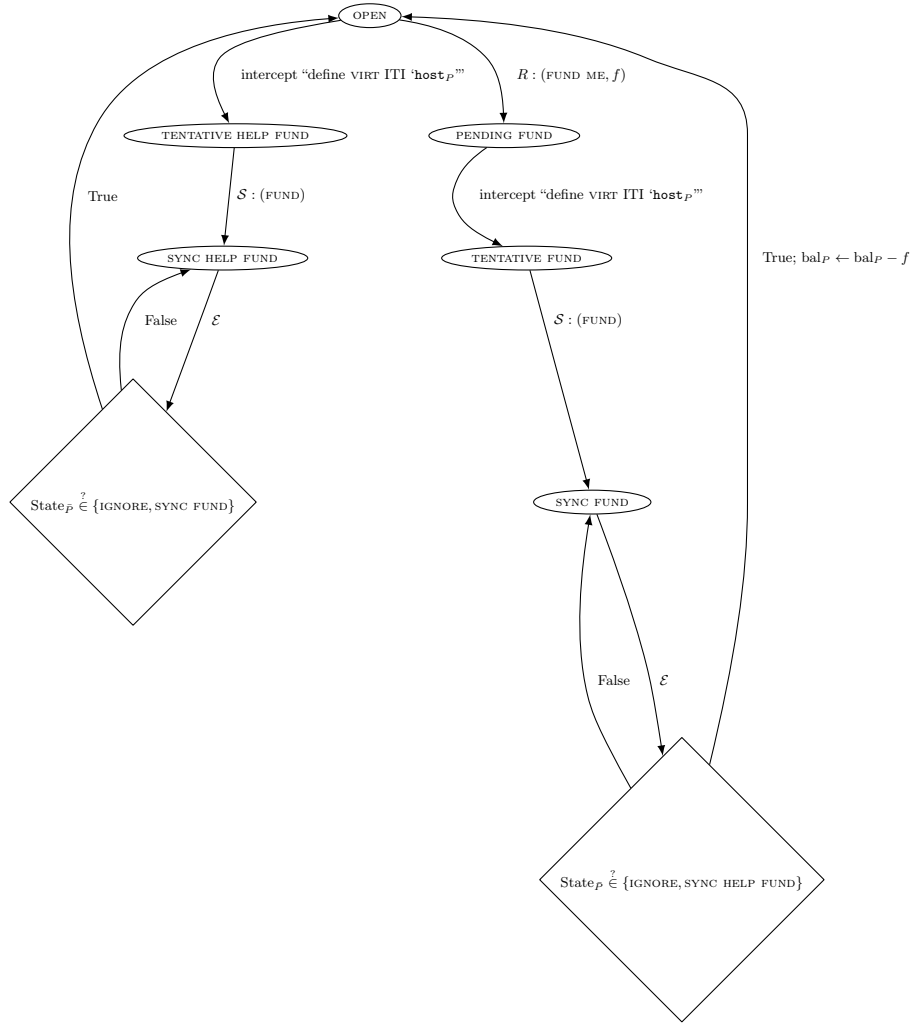 OPEN
intercept “define VIRT ITI ‘host_P’”
R : (FUND ME, f)
TENTATIVE HELP FUND
PENDING FUND
True
S : (FUND)
intercept “define VIRT ITI ‘host_P’”
SYNC HELP FUND
TENTATIVE FUND
True; bal_P ← bal_P − f
False
ℰ
S : (FUND)
State_P̄ ∈? {IGNORE, SYNC FUND}
SYNC FUND
False
ℰ
State_P̄ ∈? {IGNORE, SYNC HELP FUND}